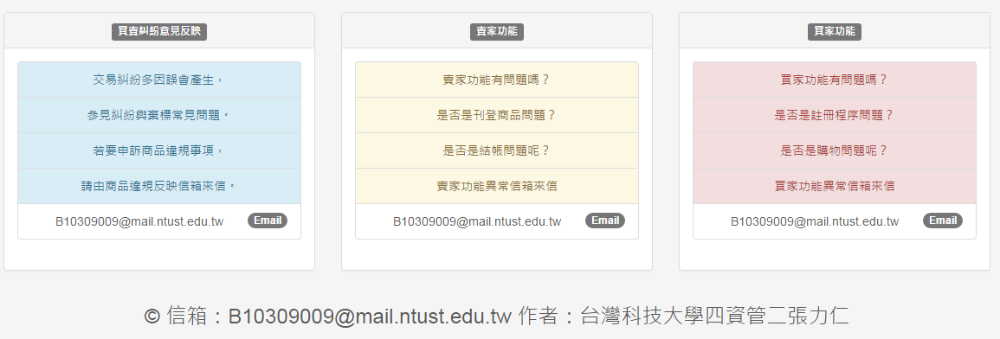 買賣糾紛意見反映
交易糾紛多因誤會產生，
參見糾紛與棄標常見問題。
若要申訴商品違規事項，
請由商品違規反映信箱來信。
B10309009@mail.ntust.edu.tw Email
賣家功能
賣家功能有問題嗎？
是否是刊登商品問題？
是否是結帳問題呢？
賣家功能異常信箱來信
B10309009@mail.ntust.edu.tw Email
買家功能
買家功能有問題嗎？
是否是註冊程序問題？
是否是購物問題呢？
買家功能異常信箱來信
B10309009@mail.ntust.edu.tw Email
© 信箱：B10309009@mail.ntust.edu.tw 作者：台灣科技大學四資管二張力仁